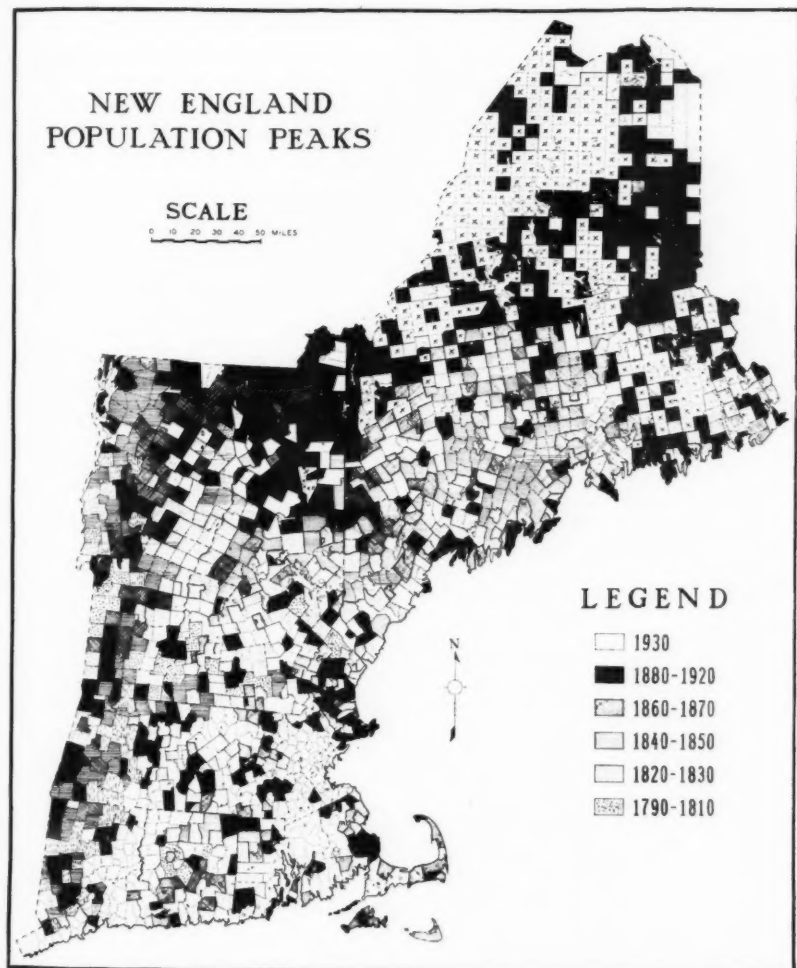 NEW ENGLAND
POPULATION PEAKS
SCALE
0 10 20 30 40 50 MILES
N
LEGEND
1930
1880-1920
1860-1870
1840-1850
1820-1830
1790-1810